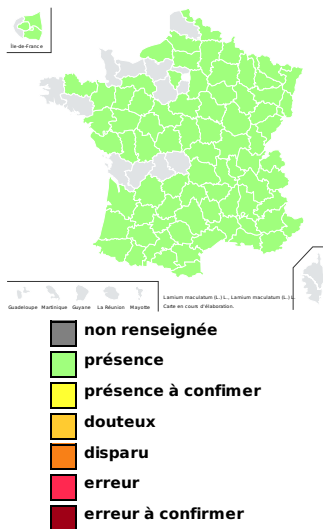 Île-de-France
Guadeloupe Martinique Guyane La Réunion Mayotte
Lamium maculatum (L.) L., Lamium maculatum (L.) L.
Carte en cours d'élaboration.
non renseignée
présence
présence à confimer
douteux
disparu
erreur
erreur à confirmer